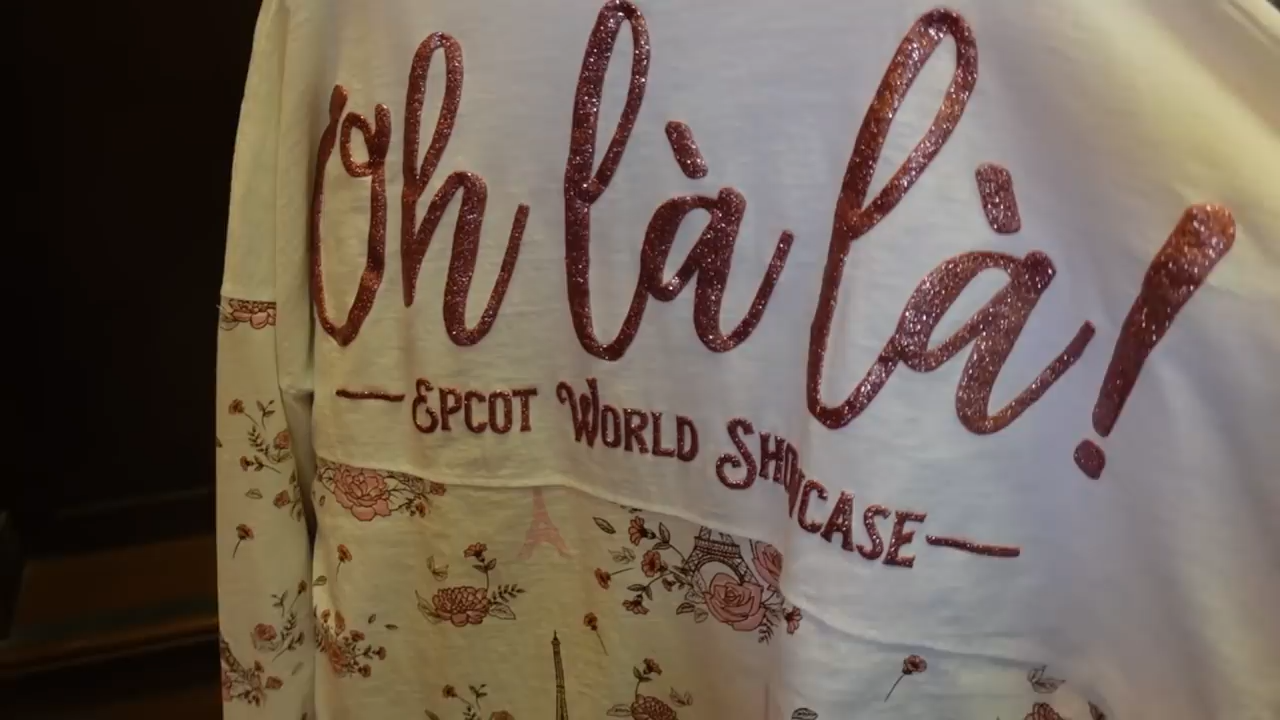 Oh là là!
— EPCOT WORLD SHOWCASE —